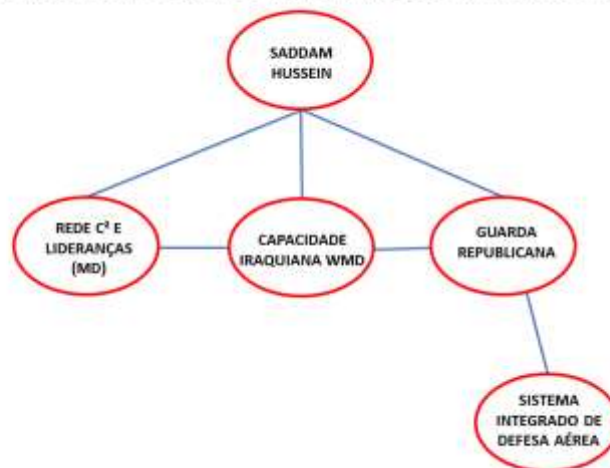 SADDAM
HUSSEIN
REDE C² E
LIDERANÇAS
(MD)
CAPACIDADE
IRAQUIANA WMD
GUARDA
REPUBLICANA
SISTEMA
INTEGRADO DE
DEFESA AÉREA